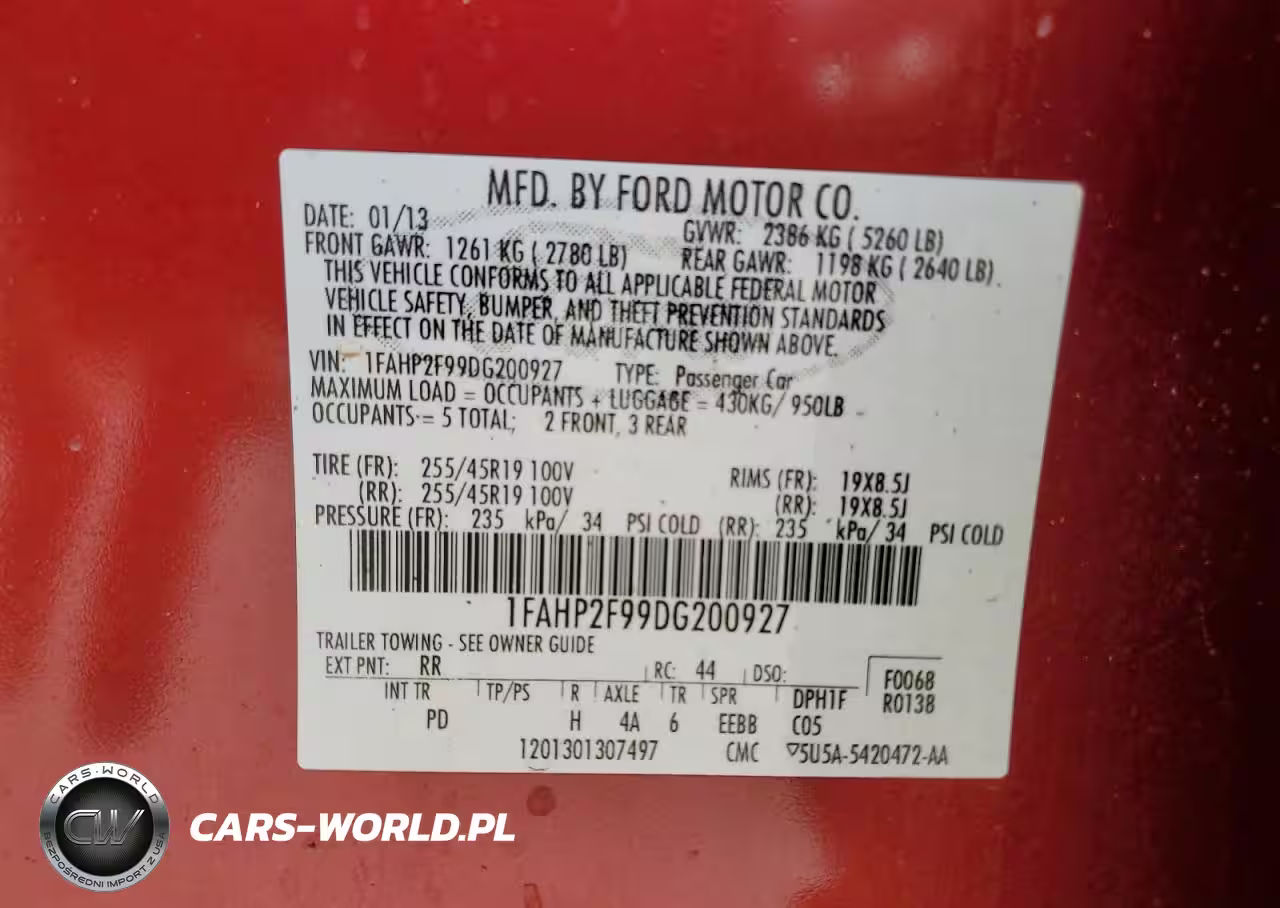 MFD. BY FORD MOTOR CO.
DATE: 01/13 GVWR: 2386 KG ( 5260 LB)
FRONT GAWR: 1261 KG ( 2780 LB) REAR GAWR: 1198 KG ( 2640 LB).
THIS VEHICLE CONFORMS TO ALL APPLICABLE FEDERAL MOTOR
VEHICLE SAFETY, BUMPER, AND THEFT PREVENTION STANDARDS
IN EFFECT ON THE DATE OF MANUFACTURE SHOWN ABOVE.
VIN: 1FAHP2F99DG200927 TYPE: Passenger Car
MAXIMUM LOAD = OCCUPANTS + LUGGAGE = 430KG/ 950LB
OCCUPANTS = 5 TOTAL; 2 FRONT, 3 REAR
TIRE (FR): 255/45R19 100V RIMS (FR): 19X8.5J
(RR): 255/45R19 100V (RR): 19X8.5J
PRESSURE (FR): 235 kPa/ 34 PSI COLD (RR): 235 kPa/ 34 PSI COLD
1FAHP2F99DG200927
TRAILER TOWING - SEE OWNER GUIDE
EXT PNT: RR RC: 44 DSO: F0068
INT TR TP/PS R AXLE TR SPR DPH1F R0138
PD H 4A 6 EEBB C05
1201301307497 CMC ▽5U5A-5420472-AA
CARS-WORLD
CW
BEZPOŚREDNI IMPORT Z USA
CARS-WORLD.PL